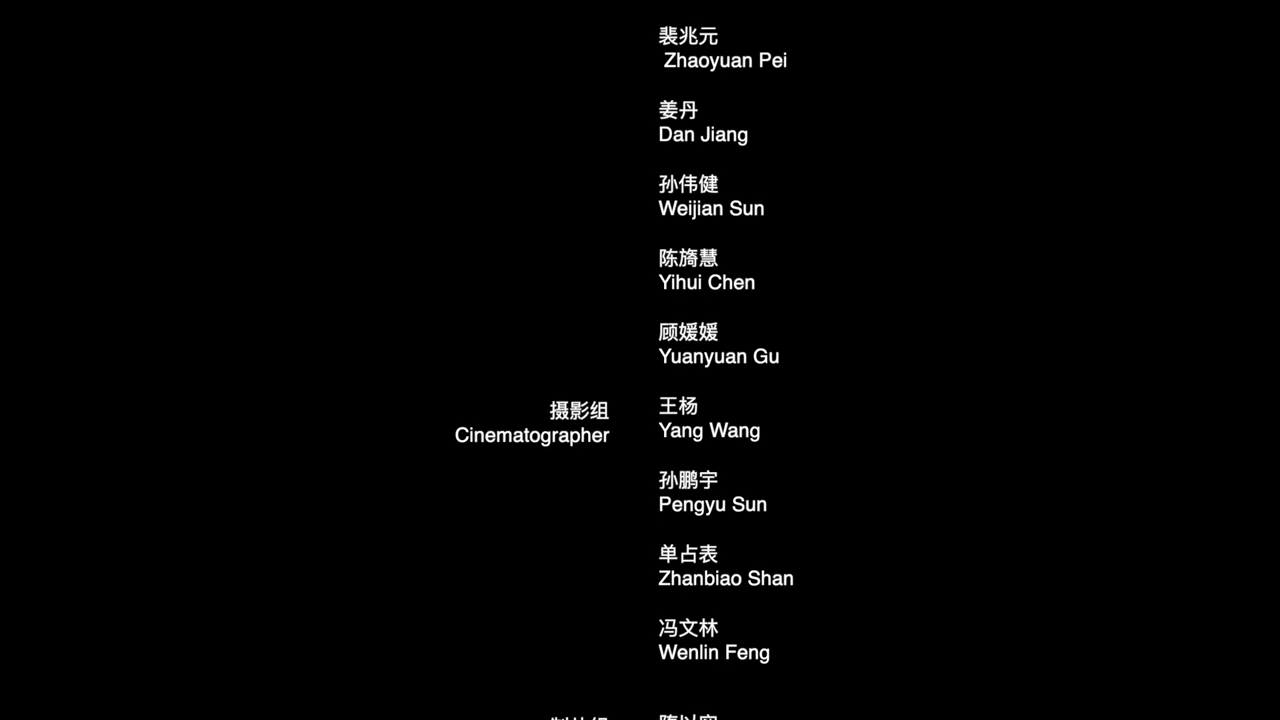 裴兆元
Zhaoyuan Pei
姜丹
Dan Jiang
孙伟健
Weijian Sun
陈旖慧
Yihui Chen
顾媛媛
Yuanyuan Gu
摄影组
Cinematographer
王杨
Yang Wang
孙鹏宇
Pengyu Sun
单占表
Zhanbiao Shan
冯文林
Wenlin Feng